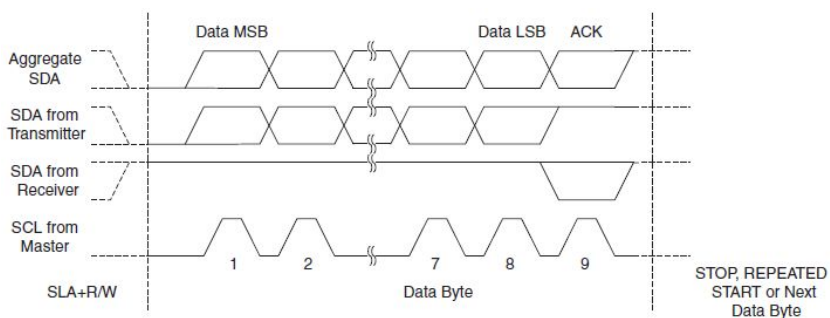 Data MSB
Data LSB
ACK
Aggregate
SDA
SDA from
Transmitter
SDA from
Receiver
SCL from
Master
1
2
7
8
9
SLA+R/W
Data Byte
STOP, REPEATED
START or Next
Data Byte